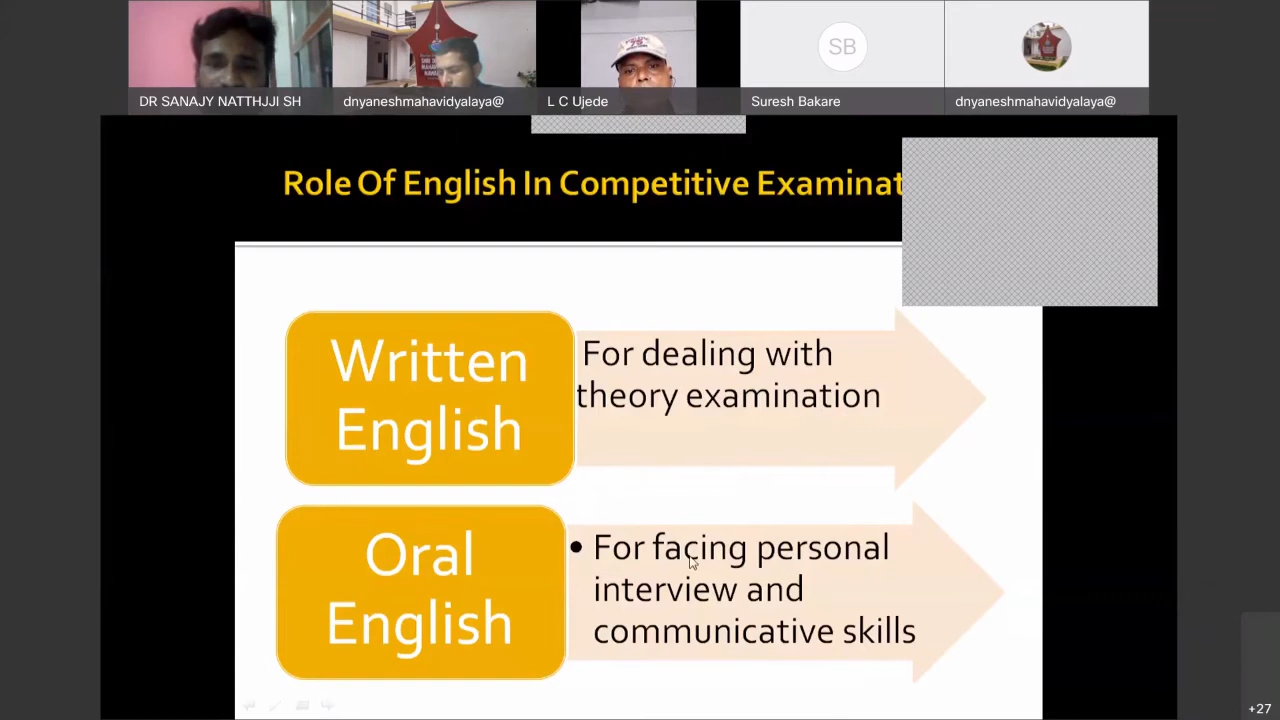 SB
DR SANAJY NATTHJJI SH
dnyaneshmahavidyalaya@
L C Ujede
Suresh Bakare
dnyaneshmahavidyalaya@
Role Of English In Competitive Examinat
Written
English
For dealing with
theory examination
Oral
English
• For facing personal
interview and
communicative skills
+27